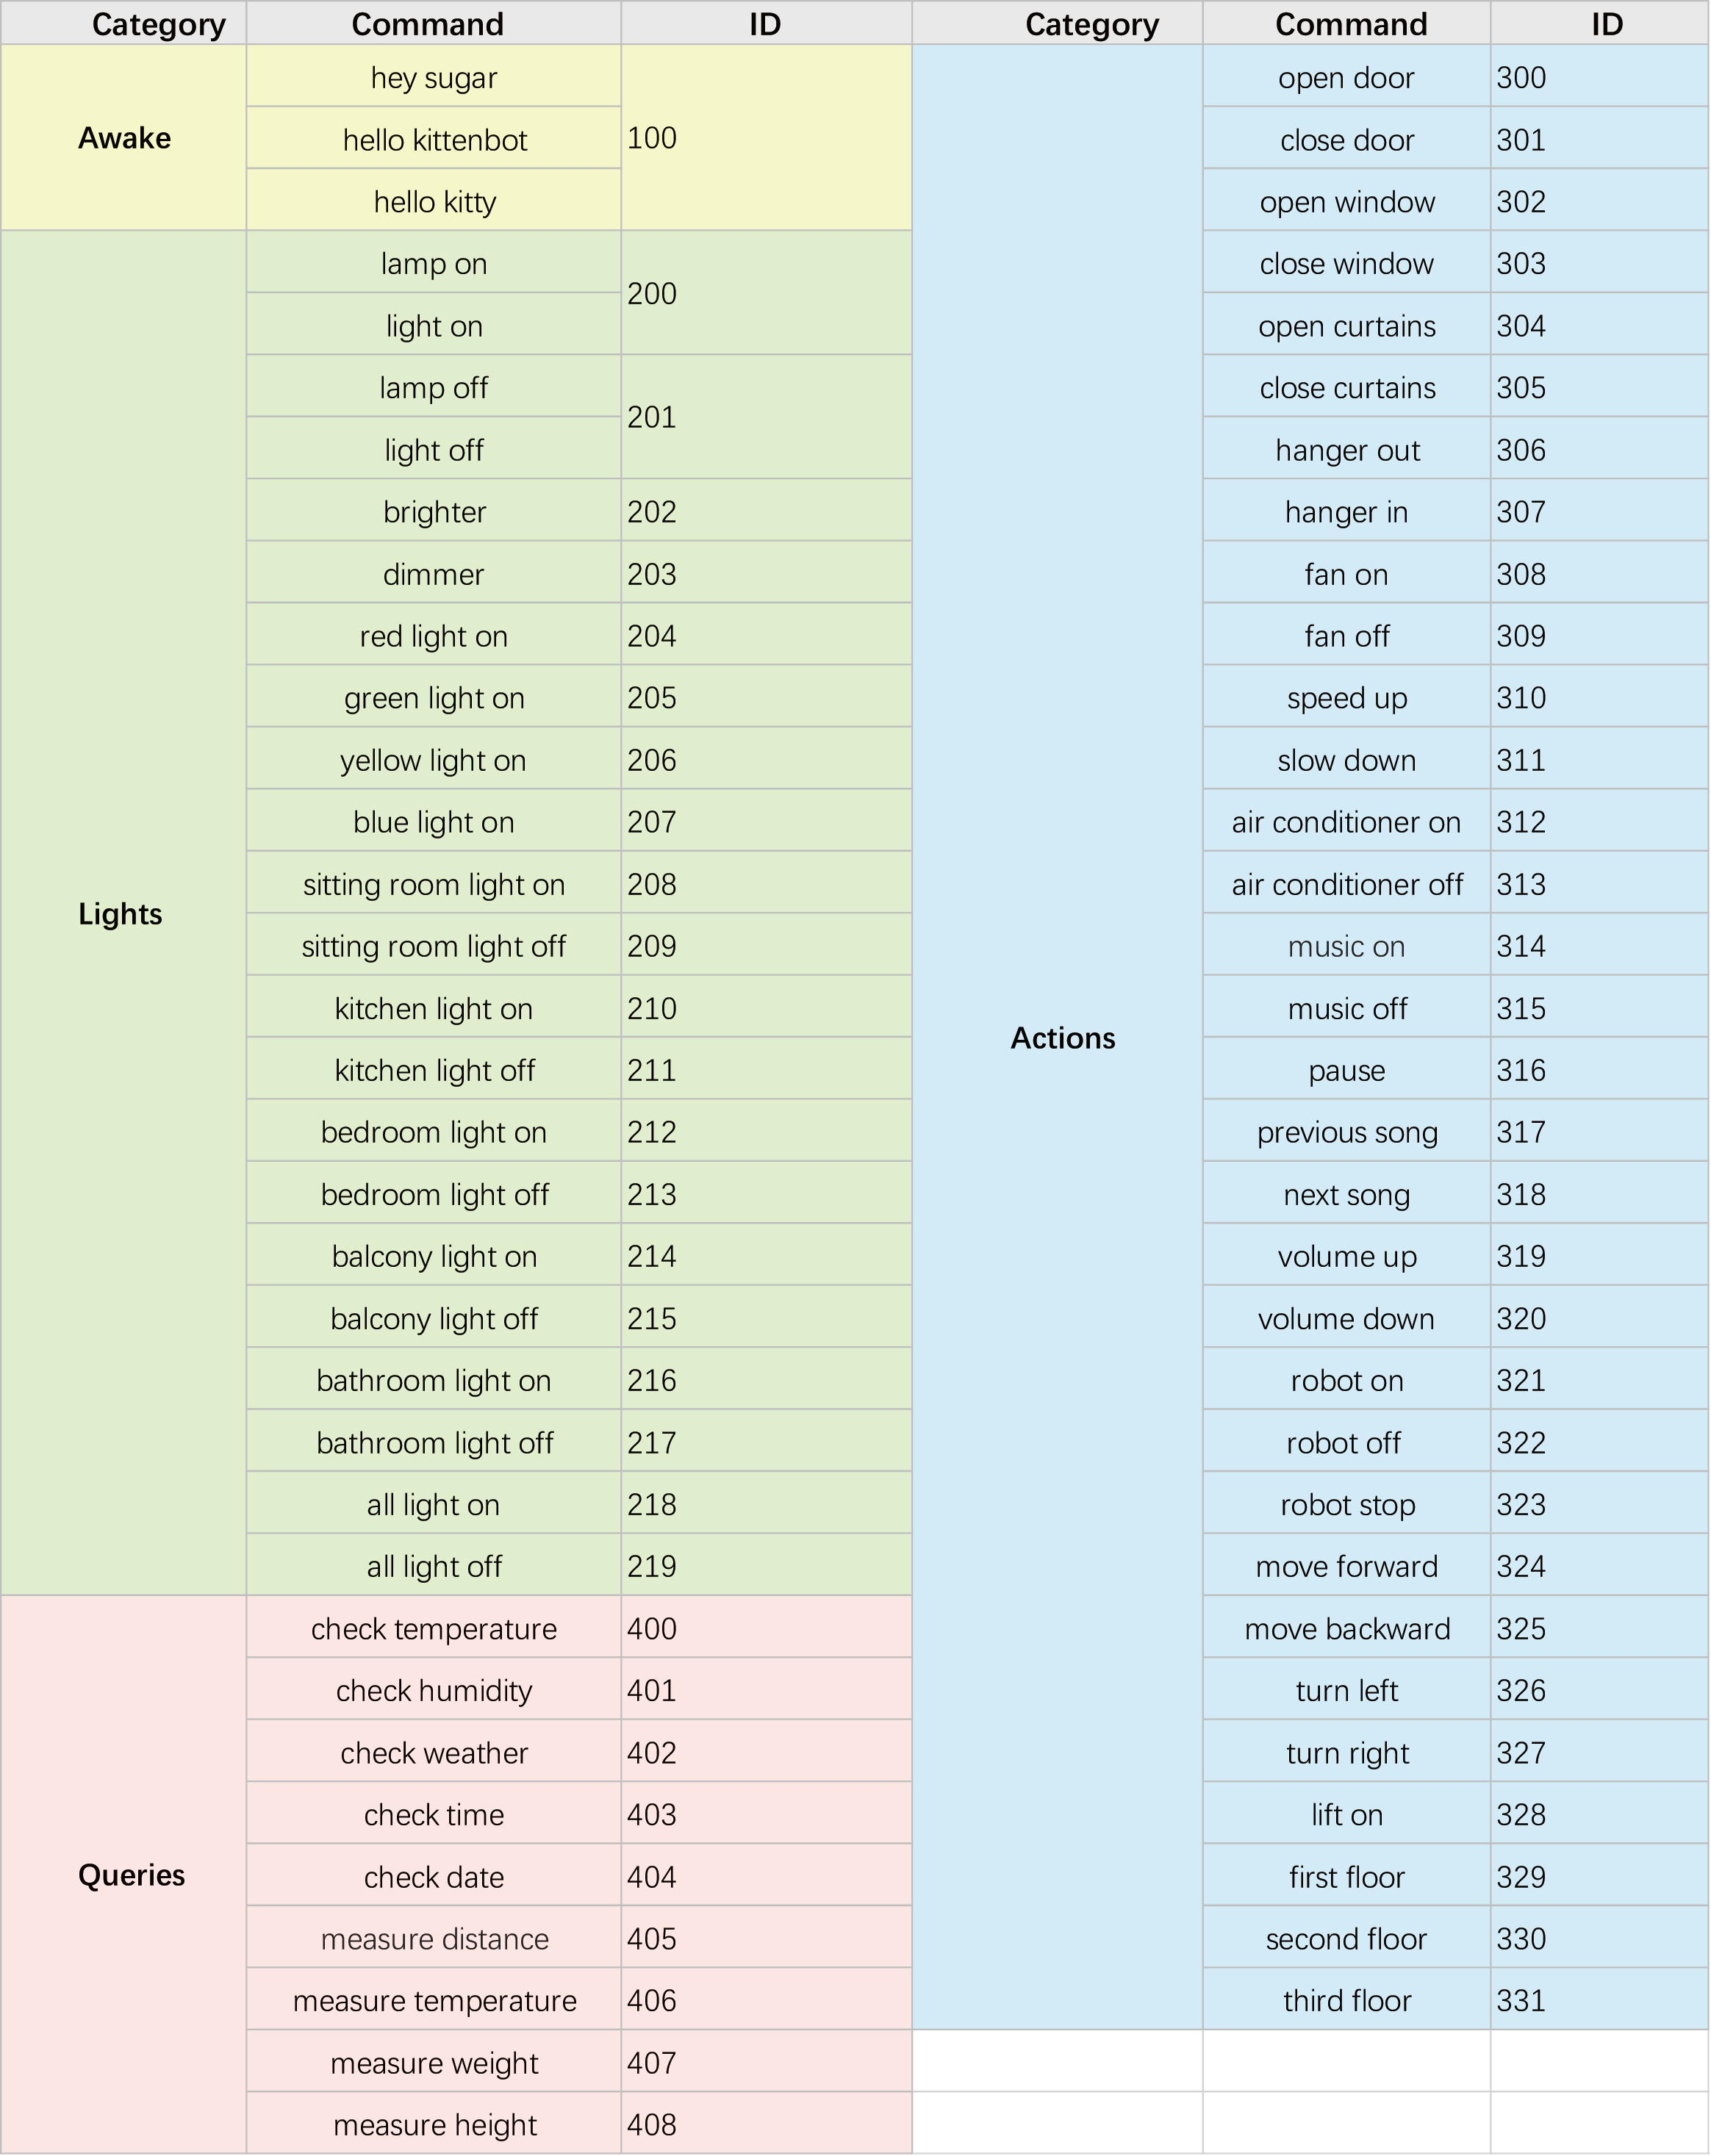 Category Command ID Category Command ID
hey sugar open door 300
Awake hello kittenbot 100 close door 301
hello kitty open window 302
lamp on 200 close window 303
light on open curtains 304
lamp off 201 close curtains 305
light off hanger out 306
brighter 202 hanger in 307
dimmer 203 fan on 308
red light on 204 fan off 309
green light on 205 speed up 310
yellow light on 206 slow down 311
blue light on 207 air conditioner on 312
sitting room light on 208 air conditioner off 313
Lights
sitting room light off 209 music on 314
kitchen light on 210 music off 315
Actions
kitchen light off 211 pause 316
bedroom light on 212 previous song 317
bedroom light off 213 next song 318
balcony light on 214 volume up 319
balcony light off 215 volume down 320
bathroom light on 216 robot on 321
bathroom light off 217 robot off 322
all light on 218 robot stop 323
all light off 219 move forward 324
check temperature 400 move backward 325
check humidity 401 turn left 326
check weather 402 turn right 327
check time 403 lift on 328
Queries check date 404 first floor 329
measure distance 405 second floor 330
measure temperature 406 third floor 331
measure weight 407
measure height 408